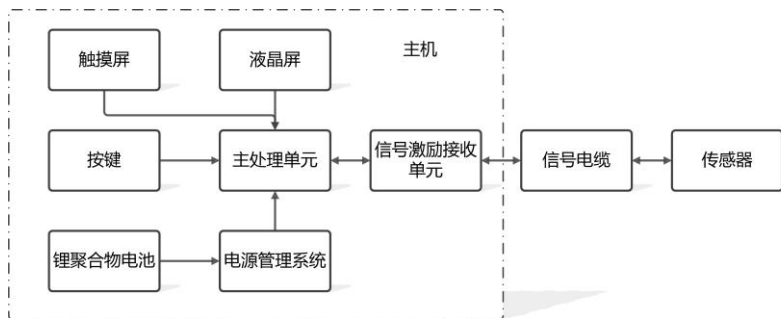 触摸屏
液晶屏
主机
按键
主处理单元
信号激励接收
单元
信号电缆
传感器
锂聚合物电池
电源管理系统